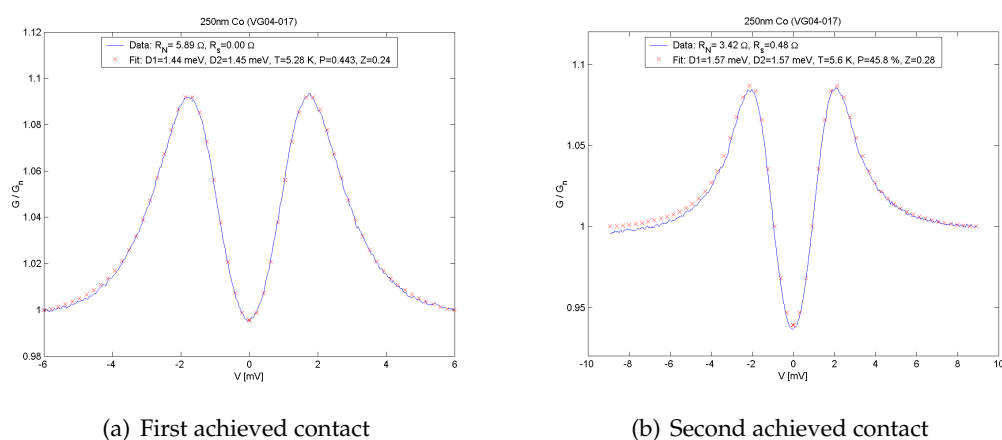 250nm Co (VG04-017)
Data: R_N= 5.89 Ω, R_s=0.00 Ω
Fit: D1=1.44 meV, D2=1.45 meV, T=5.28 K, P=0.443, Z=0.24
1.12
1.1
1.08
1.06
1.04
1.02
1
0.98
G / G_n
-6 -4 -2 0 2 4 6
V [mV]
(a) First achieved contact
250nm Co (VG04-017)
Data: R_N= 3.42 Ω, R_s=0.48 Ω
Fit: D1=1.57 meV, D2=1.57 meV, T=5.6 K, P=45.8 %, Z=0.28
1.1
1.05
1
0.95
G / G_n
-10 -8 -6 -4 -2 0 2 4 6 8 10
V [mV]
(b) Second achieved contact